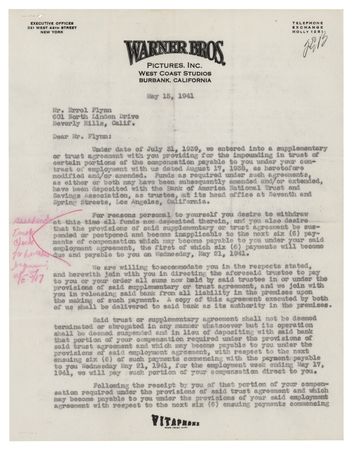 EXECUTIVE OFFICES
321 WEST 44TH STREET
NEW YORK
TELEPHONE
EXCHANGE
HOLLY 1251
WARNER BROS.
PICTURES, INC.
WEST COAST STUDIOS
BURBANK, CALIFORNIA
May 15, 1941
Mr. Errol Flynn
601 North Linden Drive
Beverly Hills, Calif.
Dear Mr. Flynn:
Under date of July 31, 1939, we entered into a supplementary
or trust agreement with you providing for the impounding in trust of
certain portions of the compensation payable to you under your con-
tract of employment with us dated August 17, 1938, as heretofore
modified and/or amended. Funds as required under such agreements,
as either or both may have been subsequently amended and/or extended,
have been deposited with the Bank of America National Trust and
Savings Association, as trustee, at its head office at Seventh and
Spring Streets, Los Angeles, California.
For reasons personal to yourself you desire to withdraw
at this time all funds now deposited therein, and you also desire
that the provisions of said supplementary or trust agreement be sus-
pended or postponed and become inapplicable to the next six (6) pay-
ments of compensation which may become payable to you under your said
employment agreement, the first of which six (6) payments will become
due and payable to you on Wednesday, May 21, 1941.
We are willing to accommodate you in the respects stated,
and herewith join with you in directing the aforesaid trustee to pay
to you or your order all sums now held by said trustee in or under the
provisions of said supplementary or trust agreement, and we join with
you in releasing said bank from all liability in the premises upon
the making of such payment. A copy of this agreement executed by both
of us shall be delivered to said bank as its authority in the premises.
Said trust or supplementary agreement shall not be deemed
terminated or abrogated in any manner whatsoever but its operation
shall be deemed suspended and in lieu of depositing with said bank
that portion of your compensation required under the provisions of
said trust agreement and which may become payable to you under the
provisions of said employment agreement, with respect to the next
ensuing six (6) of such payments commencing with the payment payable
to you Wednesday May 21, 1941, for the employment week ending May 17,
1941, we will pay such portion of your compensation direct to you.
Following the receipt by you of that portion of your compen-
sation required under the provisions of said trust agreement and which
may become payable to you under the provisions of your said employment
agreement with respect to the next six (6) ensuing payments commencing
VITAPHONE